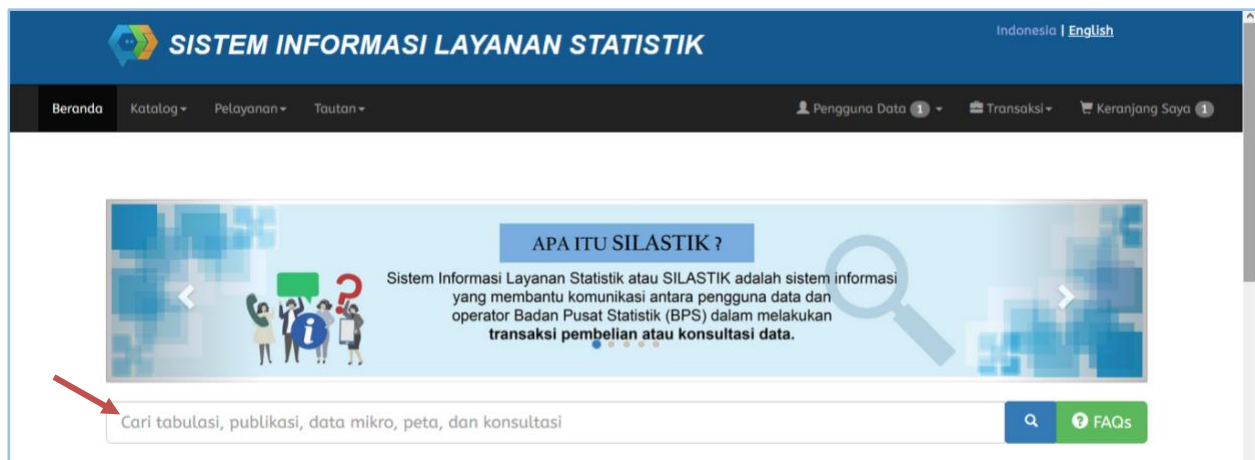 SISTEM INFORMASI LAYANAN STATISTIK
Indonesia | English
Beranda Katalog Pelayanan Tautan Pengguna Data 1 Transaksi Keranjang Saya 1
APA ITU SILASTIK ?
Sistem Informasi Layanan Statistik atau SILASTIK adalah sistem informasi
yang membantu komunikasi antara pengguna data dan
operator Badan Pusat Statistik (BPS) dalam melakukan
transaksi pembelian atau konsultasi data.
Cari tabulasi, publikasi, data mikro, peta, dan konsultasi
FAQs